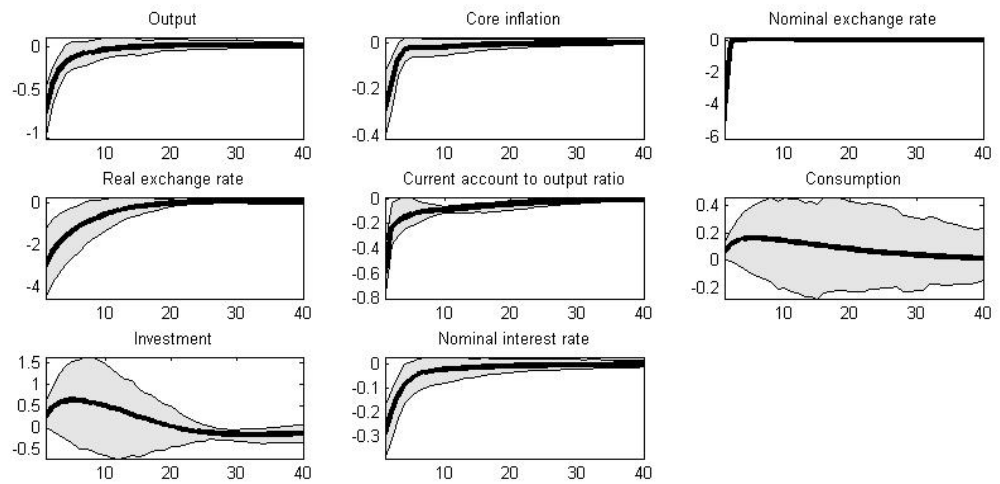 Output
0
-0.5
-1
10 20 30 40
Core inflation
0
-0.2
-0.4
10 20 30 40
Nominal exchange rate
0
-2
-4
-6
10 20 30 40
Real exchange rate
0
-2
-4
10 20 30 40
Current account to output ratio
0
-0.2
-0.4
-0.6
-0.8
10 20 30 40
Consumption
0.4
0.2
0
-0.2
10 20 30 40
Investment
1.5
1
0.5
0
-0.5
10 20 30 40
Nominal interest rate
0
-0.1
-0.2
-0.3
10 20 30 40